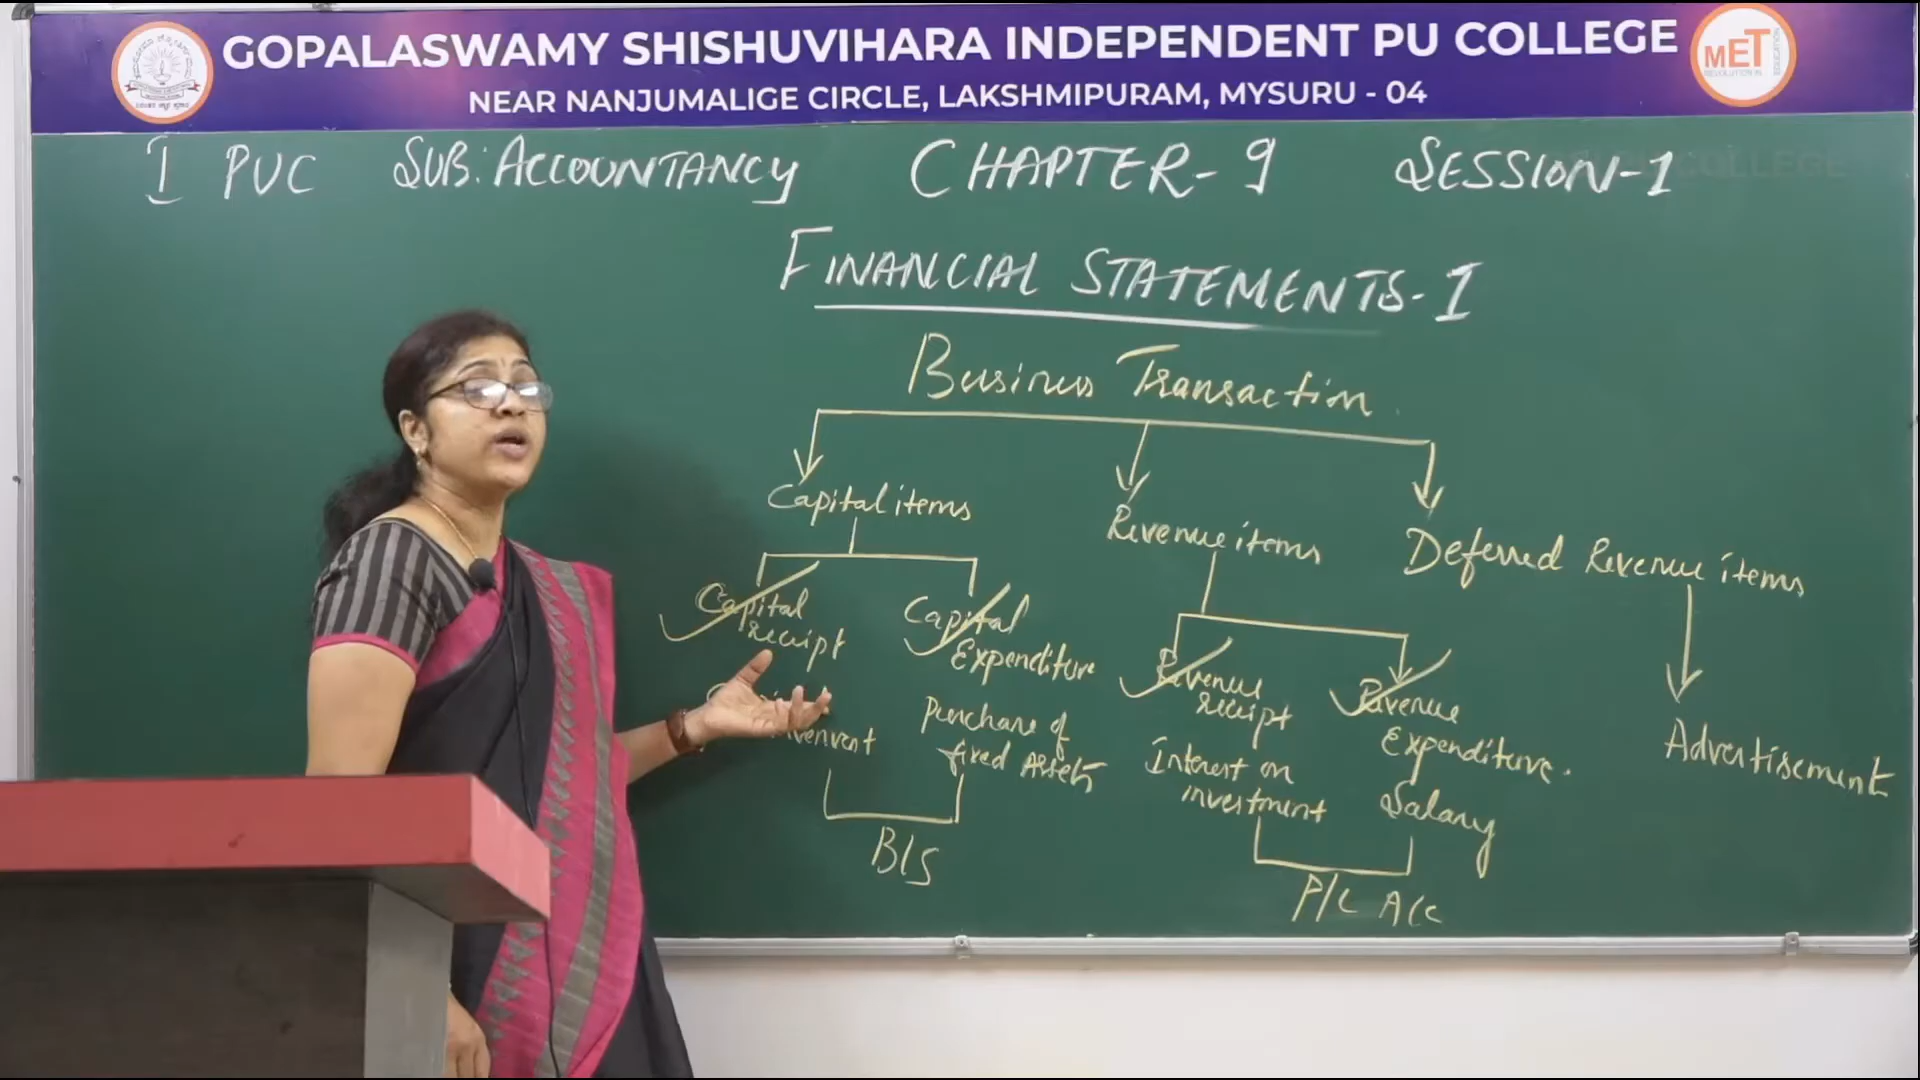 GOPALASWAMY SHISHUVIHARA INDEPENDENT PU COLLEGE
NEAR NANJUMALIGE CIRCLE, LAKSHMIPURAM, MYSURU - 04
MET
I PUC SUB: ACCOUNTANCY CHAPTER-9 SESSION-1
FINANCIAL STATEMENTS-I
Business Transaction
Capital items
Revenue items
Deferred Revenue items
Capital receipt
Capital Expenditure
Revenue receipt
Revenue Expenditure.
Purchase of fixed Assets
Interest on investment
Salary
Advertisement
B/S
P/L A/c